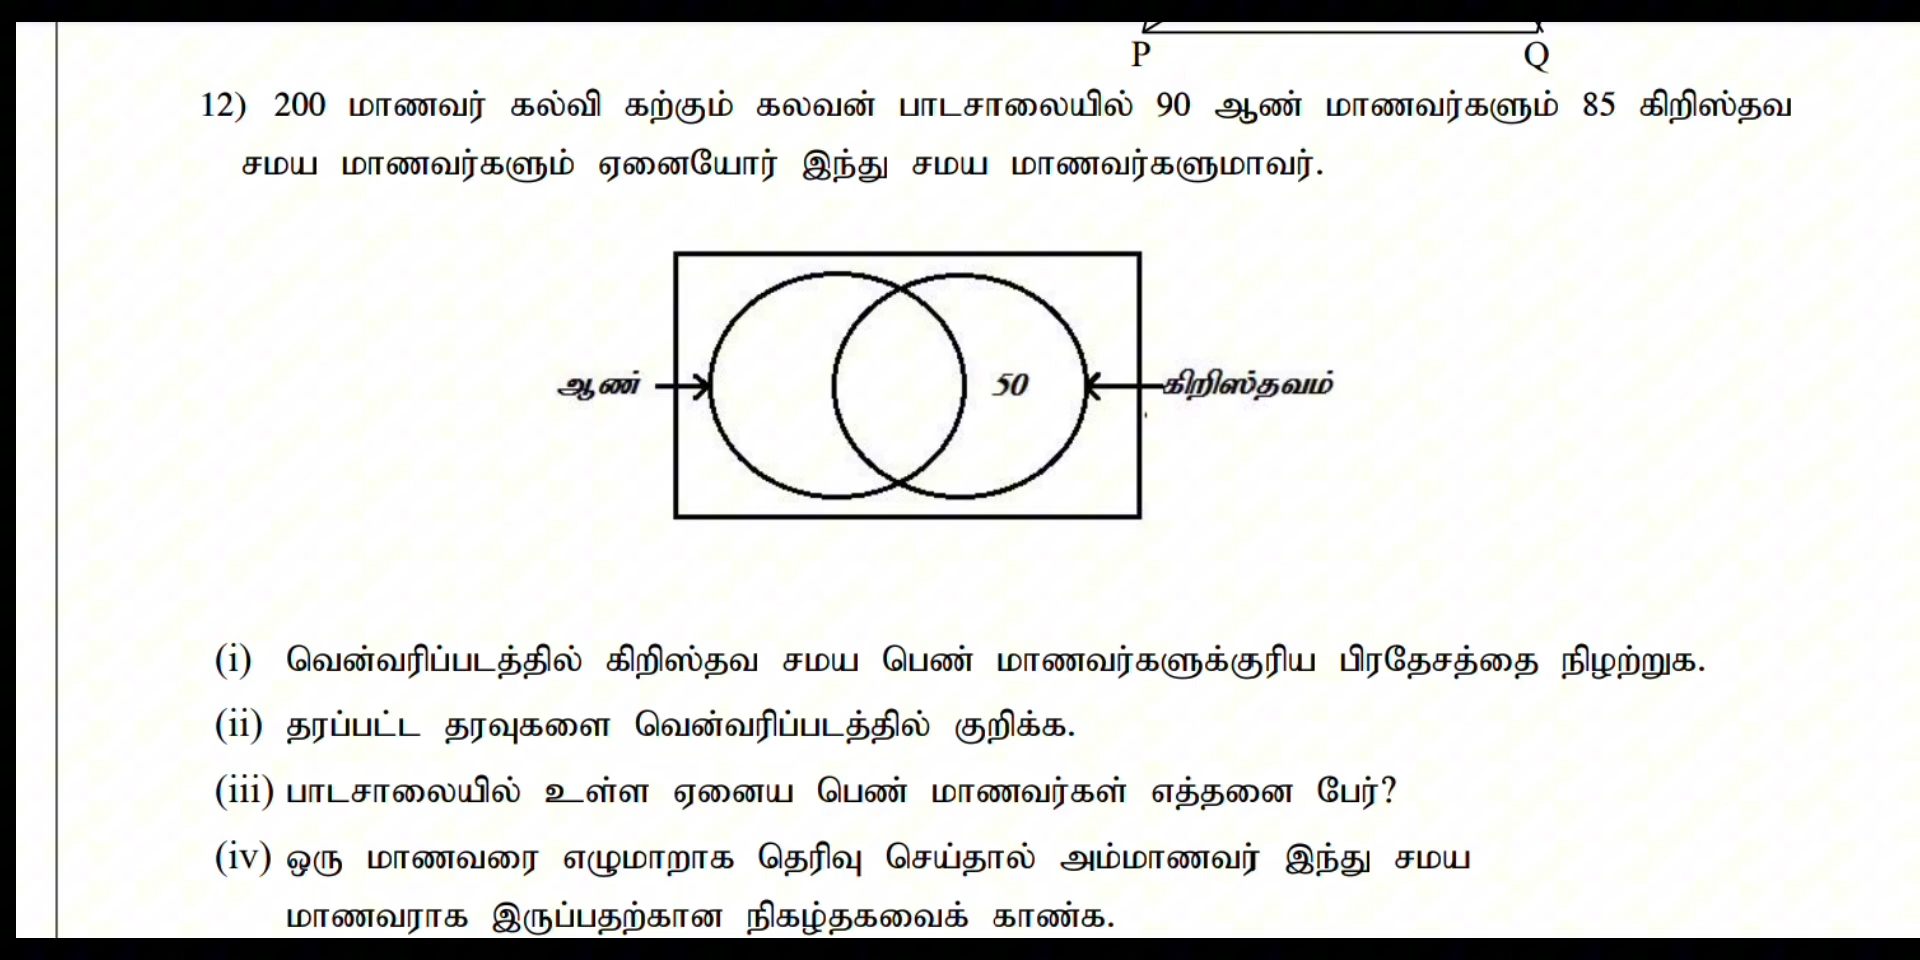 P Q
12) 200 மாணவர் கல்வி கற்கும் கலவன் பாடசாலையில் 90 ஆண் மாணவர்களும் 85 கிறிஸ்தவ
சமய மாணவர்களும் ஏனையோர் இந்து சமய மாணவர்களுமாவர்.
ஆண் 50 கிறிஸ்தவம்
(i) வென்வரிப்படத்தில் கிறிஸ்தவ சமய பெண் மாணவர்களுக்குரிய பிரதேசத்தை நிழற்றுக.
(ii) தரப்பட்ட தரவுகளை வென்வரிப்படத்தில் குறிக்க.
(iii) பாடசாலையில் உள்ள ஏனைய பெண் மாணவர்கள் எத்தனை பேர்?
(iv) ஒரு மாணவரை எழுமாறாக தெரிவு செய்தால் அம்மாணவர் இந்து சமய
மாணவராக இருப்பதற்கான நிகழ்தகவைக் காண்க.